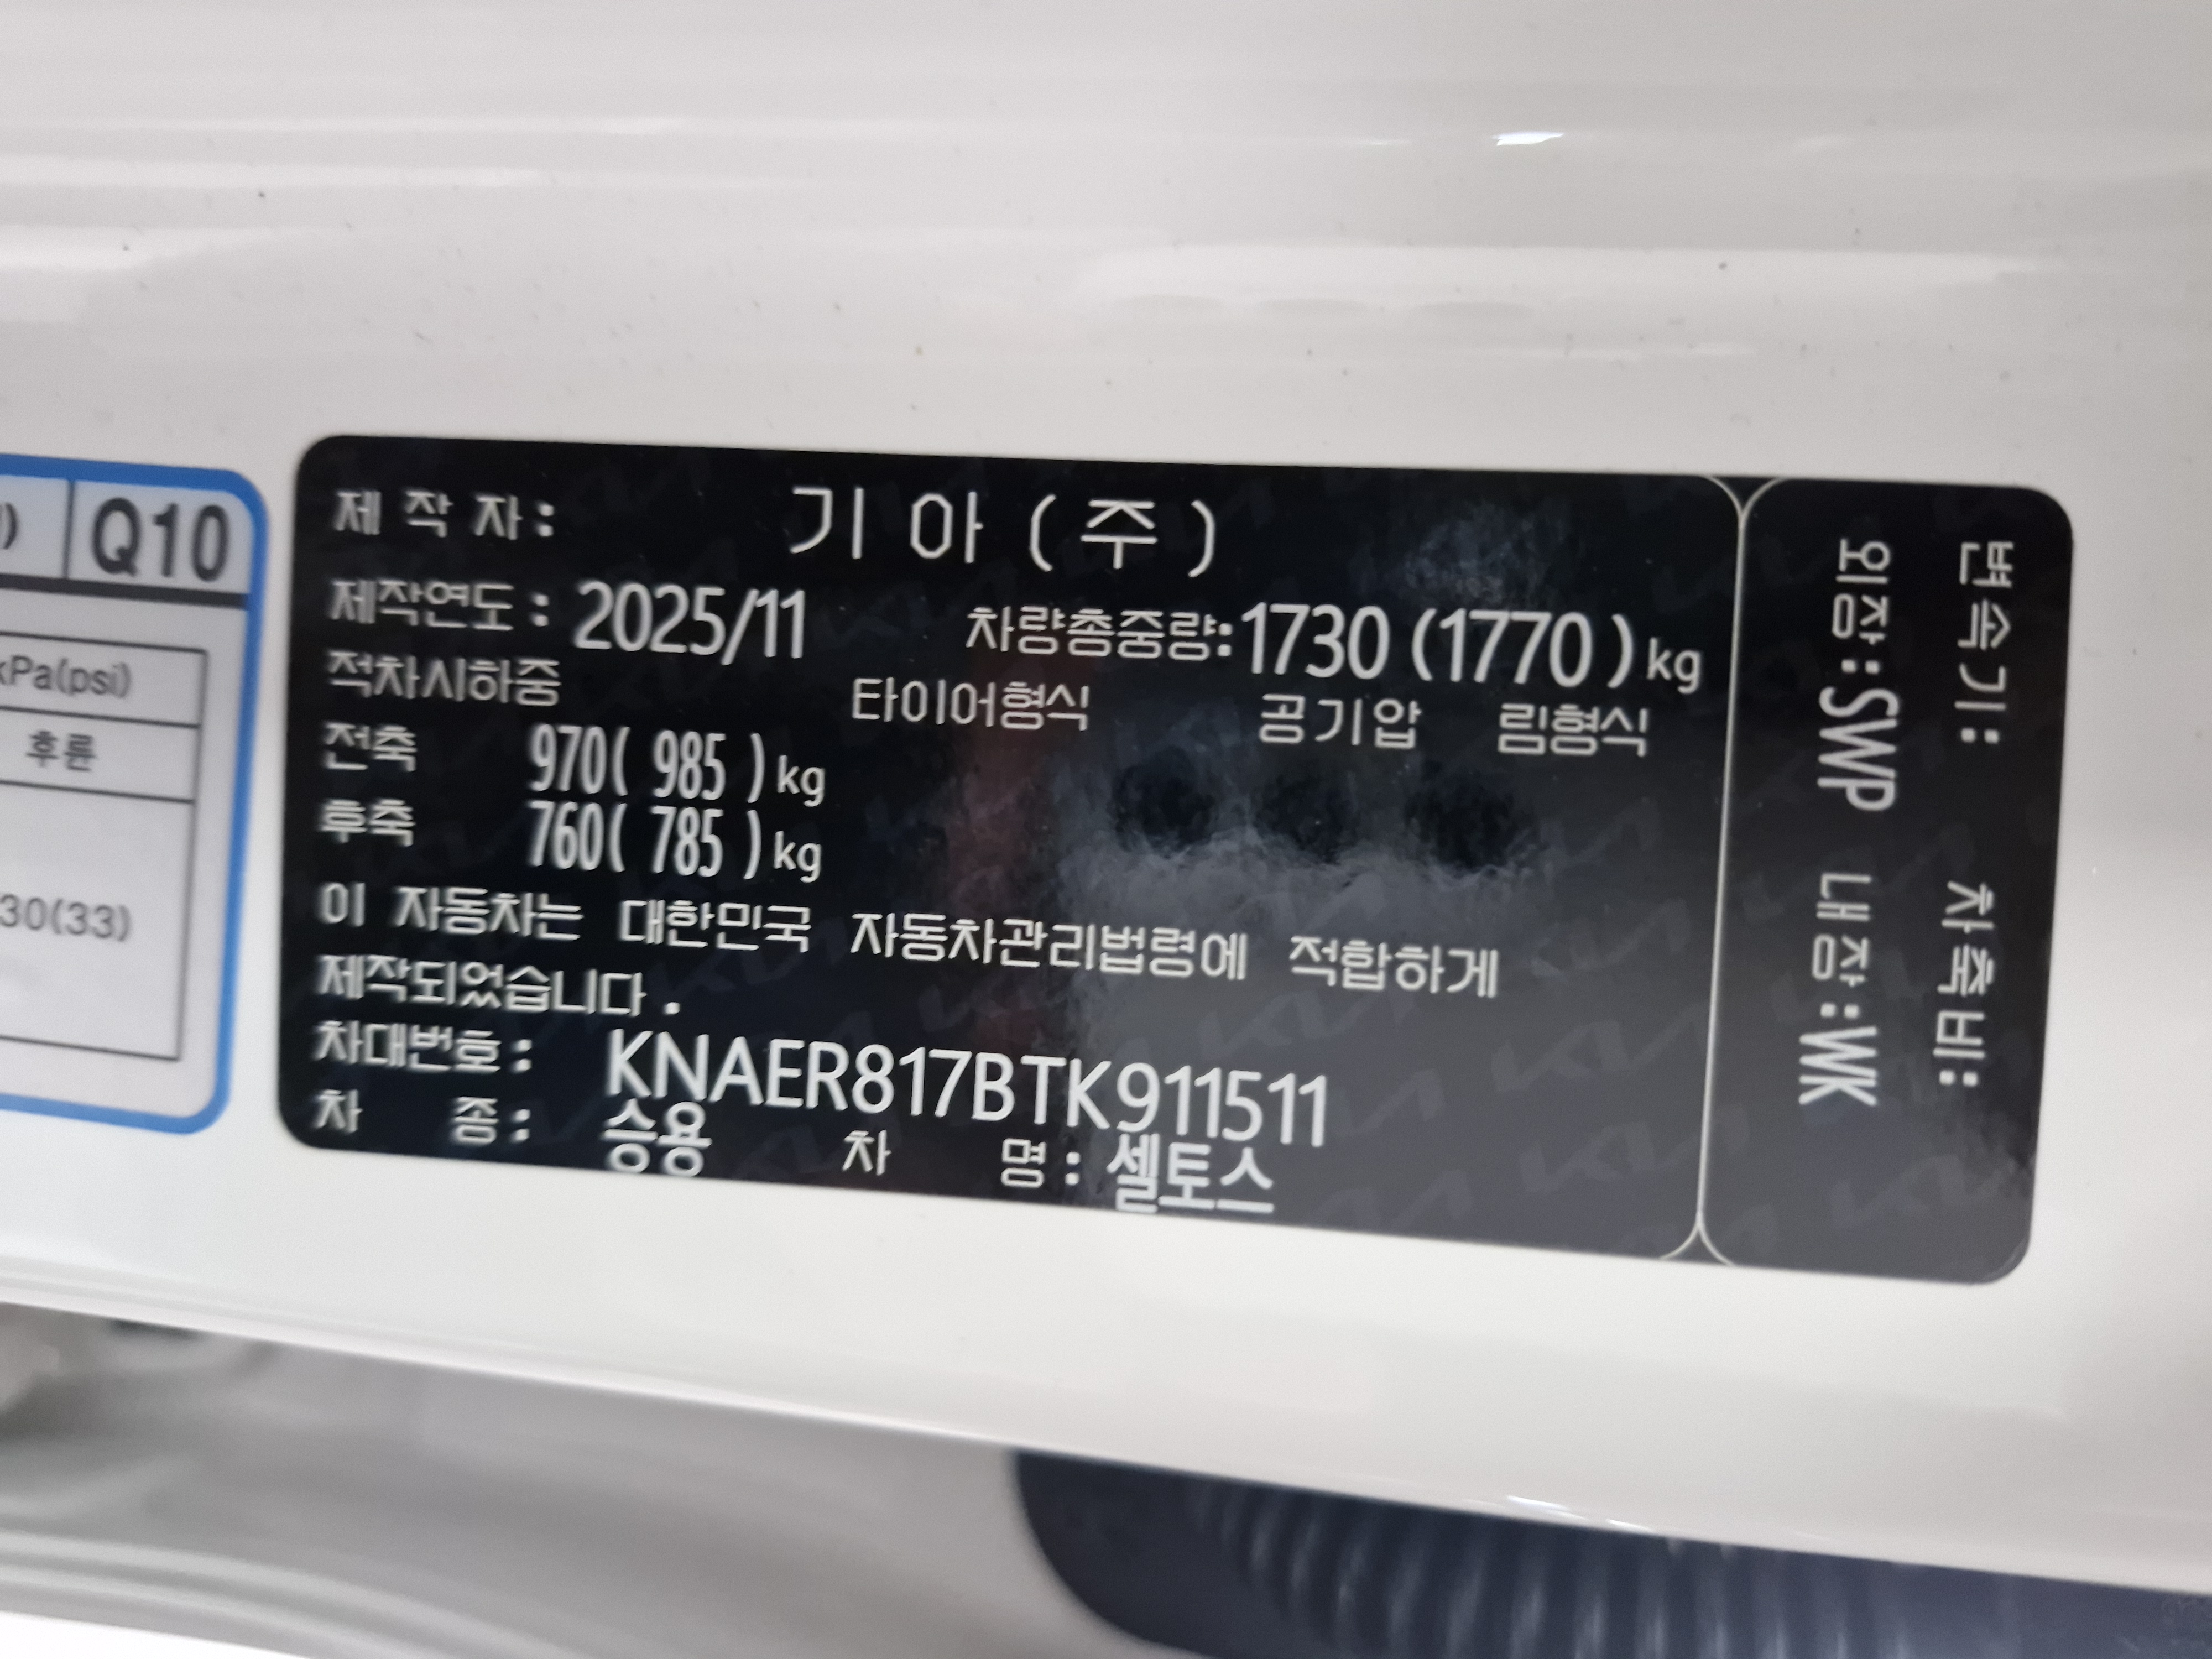 Q10
kPa(psi)
후륜
30(33)
제 작 자 : 기 아 ( 주 )
제작연도 : 2025/11 차량총중량: 1730 (1770 ) kg
적차시하중 타이어형식 공기압 림형식
전축 970( 985 ) kg
후축 760( 785 ) kg
이 자동차는 대한민국 자동차관리법령에 적합하게
제작되었습니다 .
차대번호 : KNAER817BTK911511
차 종 : 승용 차 명 : 셀토스
변속기: 차축비:
외장:SWP 내장:WK